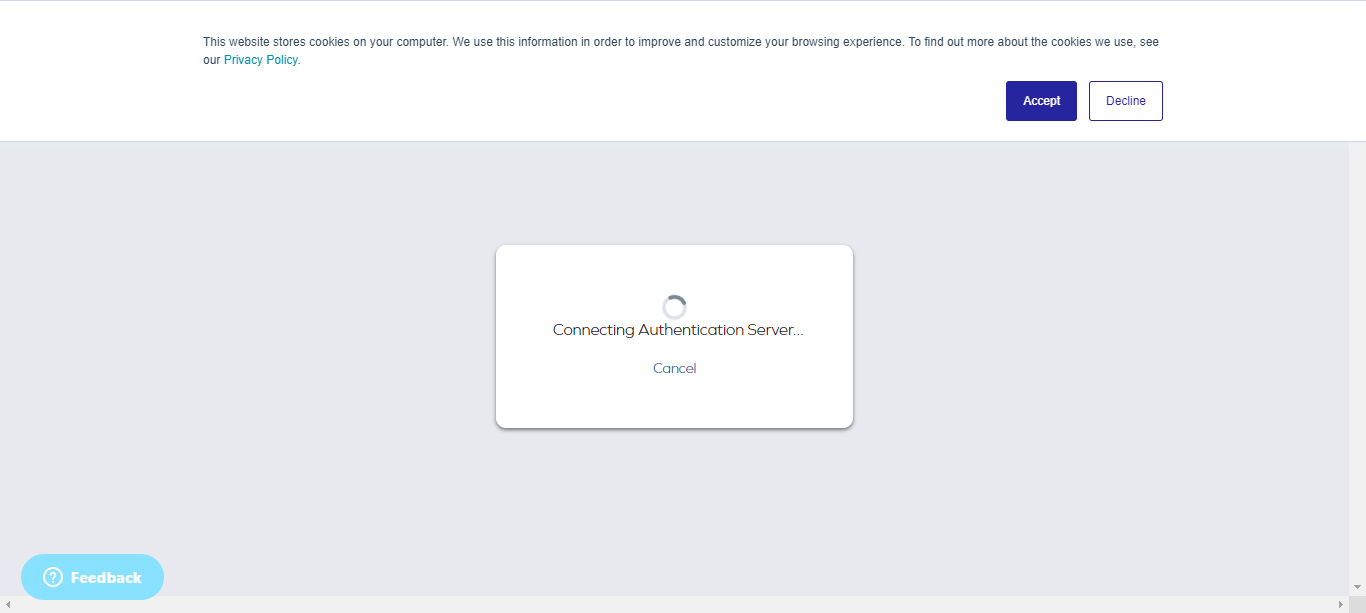 This website stores cookies on your computer. We use this information in order to improve and customize your browsing experience. To find out more about the cookies we use, see
our Privacy Policy.
Accept
Decline
Connecting Authentication Server...
Cancel
? Feedback